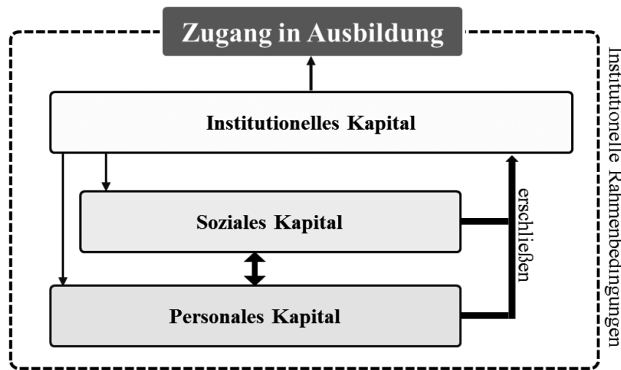 Zugang in Ausbildung
Institutionelles Kapital
Soziales Kapital
Personales Kapital
erschließen
Institutionelle Rahmenbedingungen